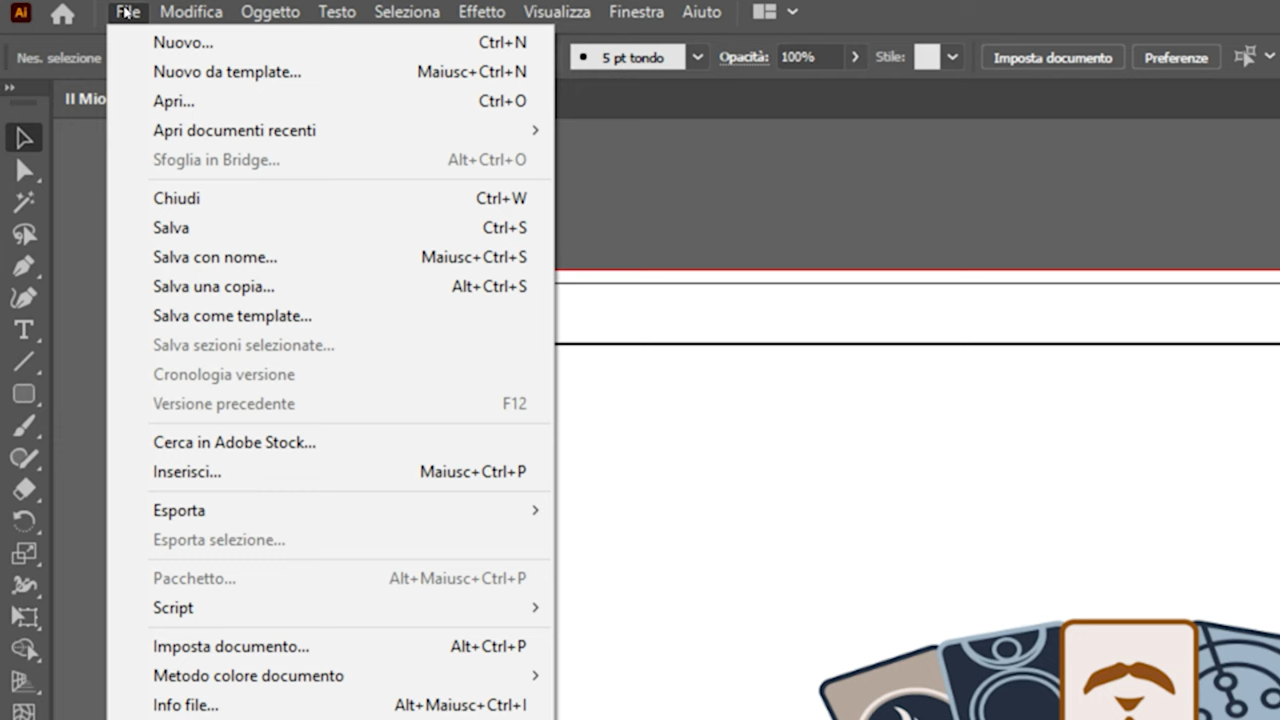 Ai File Modifica Oggetto Testo Seleziona Effetto Visualizza Finestra Aiuto
Nes. selezione 5 pt tondo Opacità: 100% Stile: Imposta documento Preferenze
Il Mio
Nuovo... Ctrl+N
Nuovo da template... Maiusc+Ctrl+N
Apri... Ctrl+O
Apri documenti recenti
Sfoglia in Bridge... Alt+Ctrl+O
Chiudi Ctrl+W
Salva Ctrl+S
Salva con nome... Maiusc+Ctrl+S
Salva una copia... Alt+Ctrl+S
Salva come template...
Salva sezioni selezionate...
Cronologia versione
Versione precedente F12
Cerca in Adobe Stock...
Inserisci... Maiusc+Ctrl+P
Esporta
Esporta selezione...
Pacchetto... Alt+Maiusc+Ctrl+P
Script
Imposta documento... Alt+Ctrl+P
Metodo colore documento
Info file... Alt+Maiusc+Ctrl+I